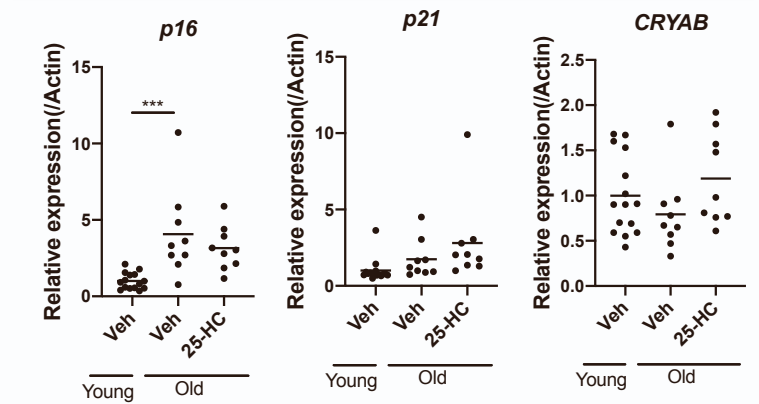 p16
Relative expression(/Actin)
15
10
5
0
***
Veh
Veh
25-HC
Young
Old
p21
Relative expression(/Actin)
15
10
5
0
Veh
Veh
25-HC
Young
Old
CRYAB
Relative expression(/Actin)
2.5
2.0
1.5
1.0
0.5
0.0
Veh
Veh
25-HC
Young
Old